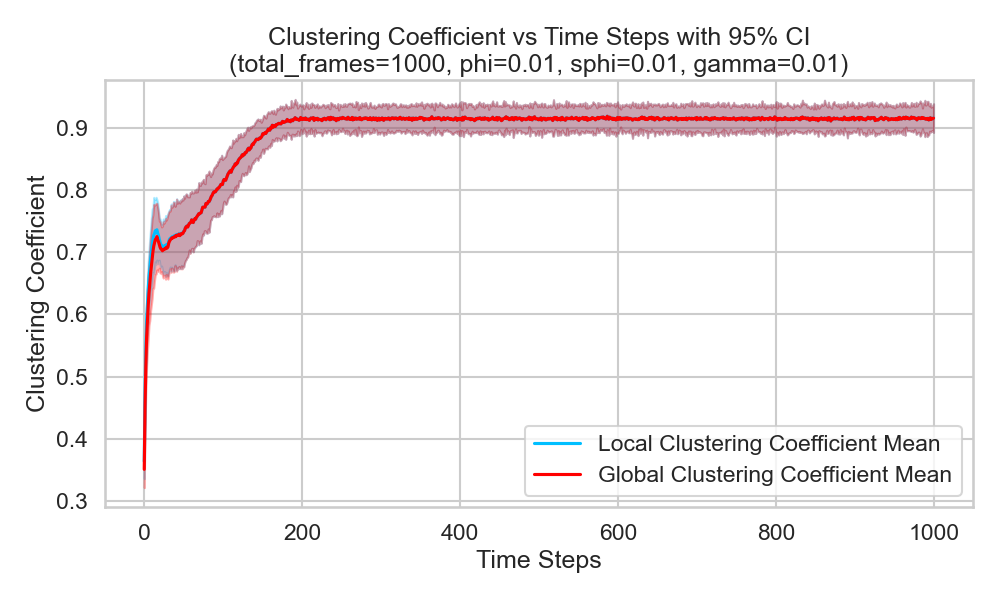 Clustering Coefficient vs Time Steps with 95% CI
(total_frames=1000, phi=0.01, sphi=0.01, gamma=0.01)
Clustering Coefficient
0.9
0.8
0.7
0.6
0.5
0.4
0.3
Local Clustering Coefficient Mean
Global Clustering Coefficient Mean
0 200 400 600 800 1000
Time Steps